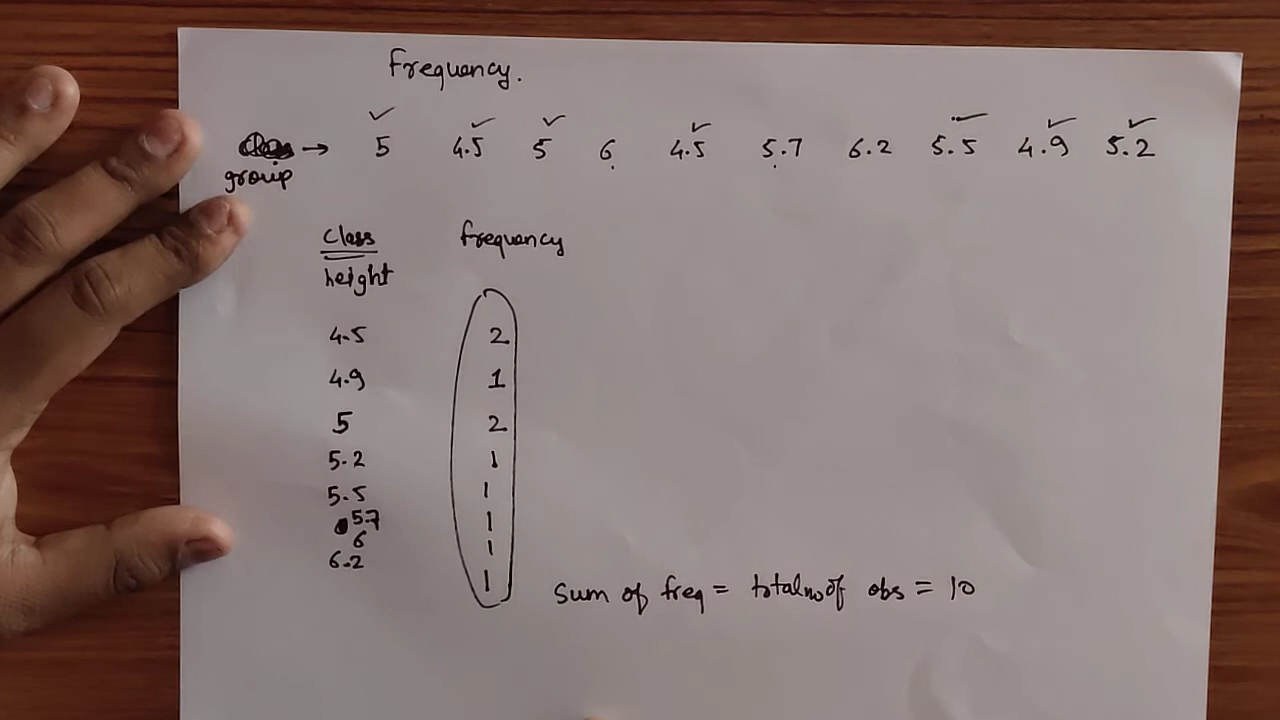 Frequency.
→ 5 4.5 5 6 4.5 5.7 6.2 5.5 4.9 5.2
group
class frequency
height
4.5 2
4.9 1
5 2
5.2 1
5.5 1
5.7 1
6 1
6.2 1
Sum of freq = total no of obs = 10